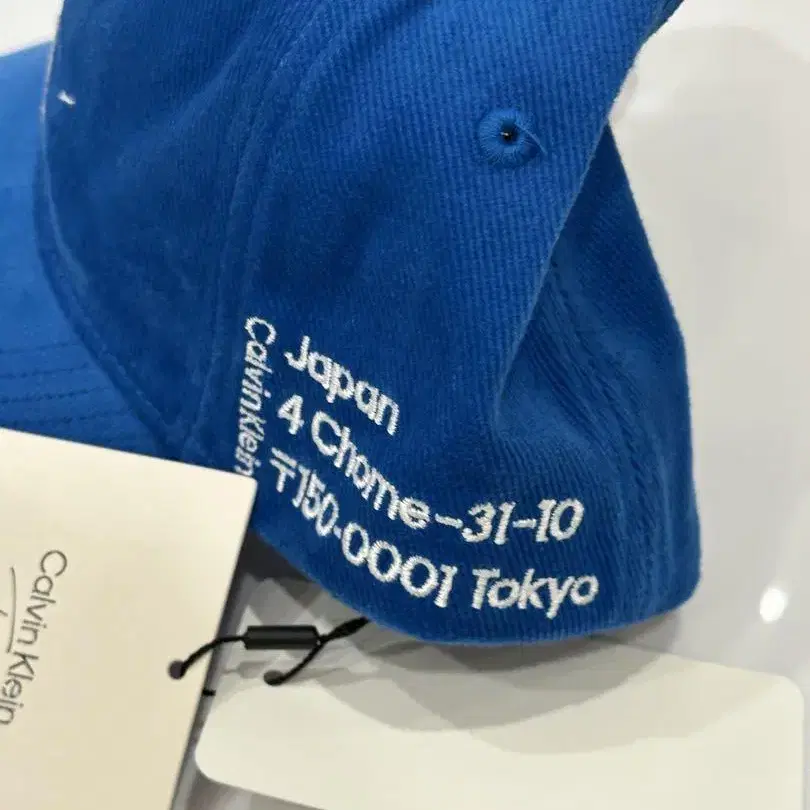 Japan
4 Chome-31-10
〒150-0001 Tokyo
Calvin Klein
Calvin Klein